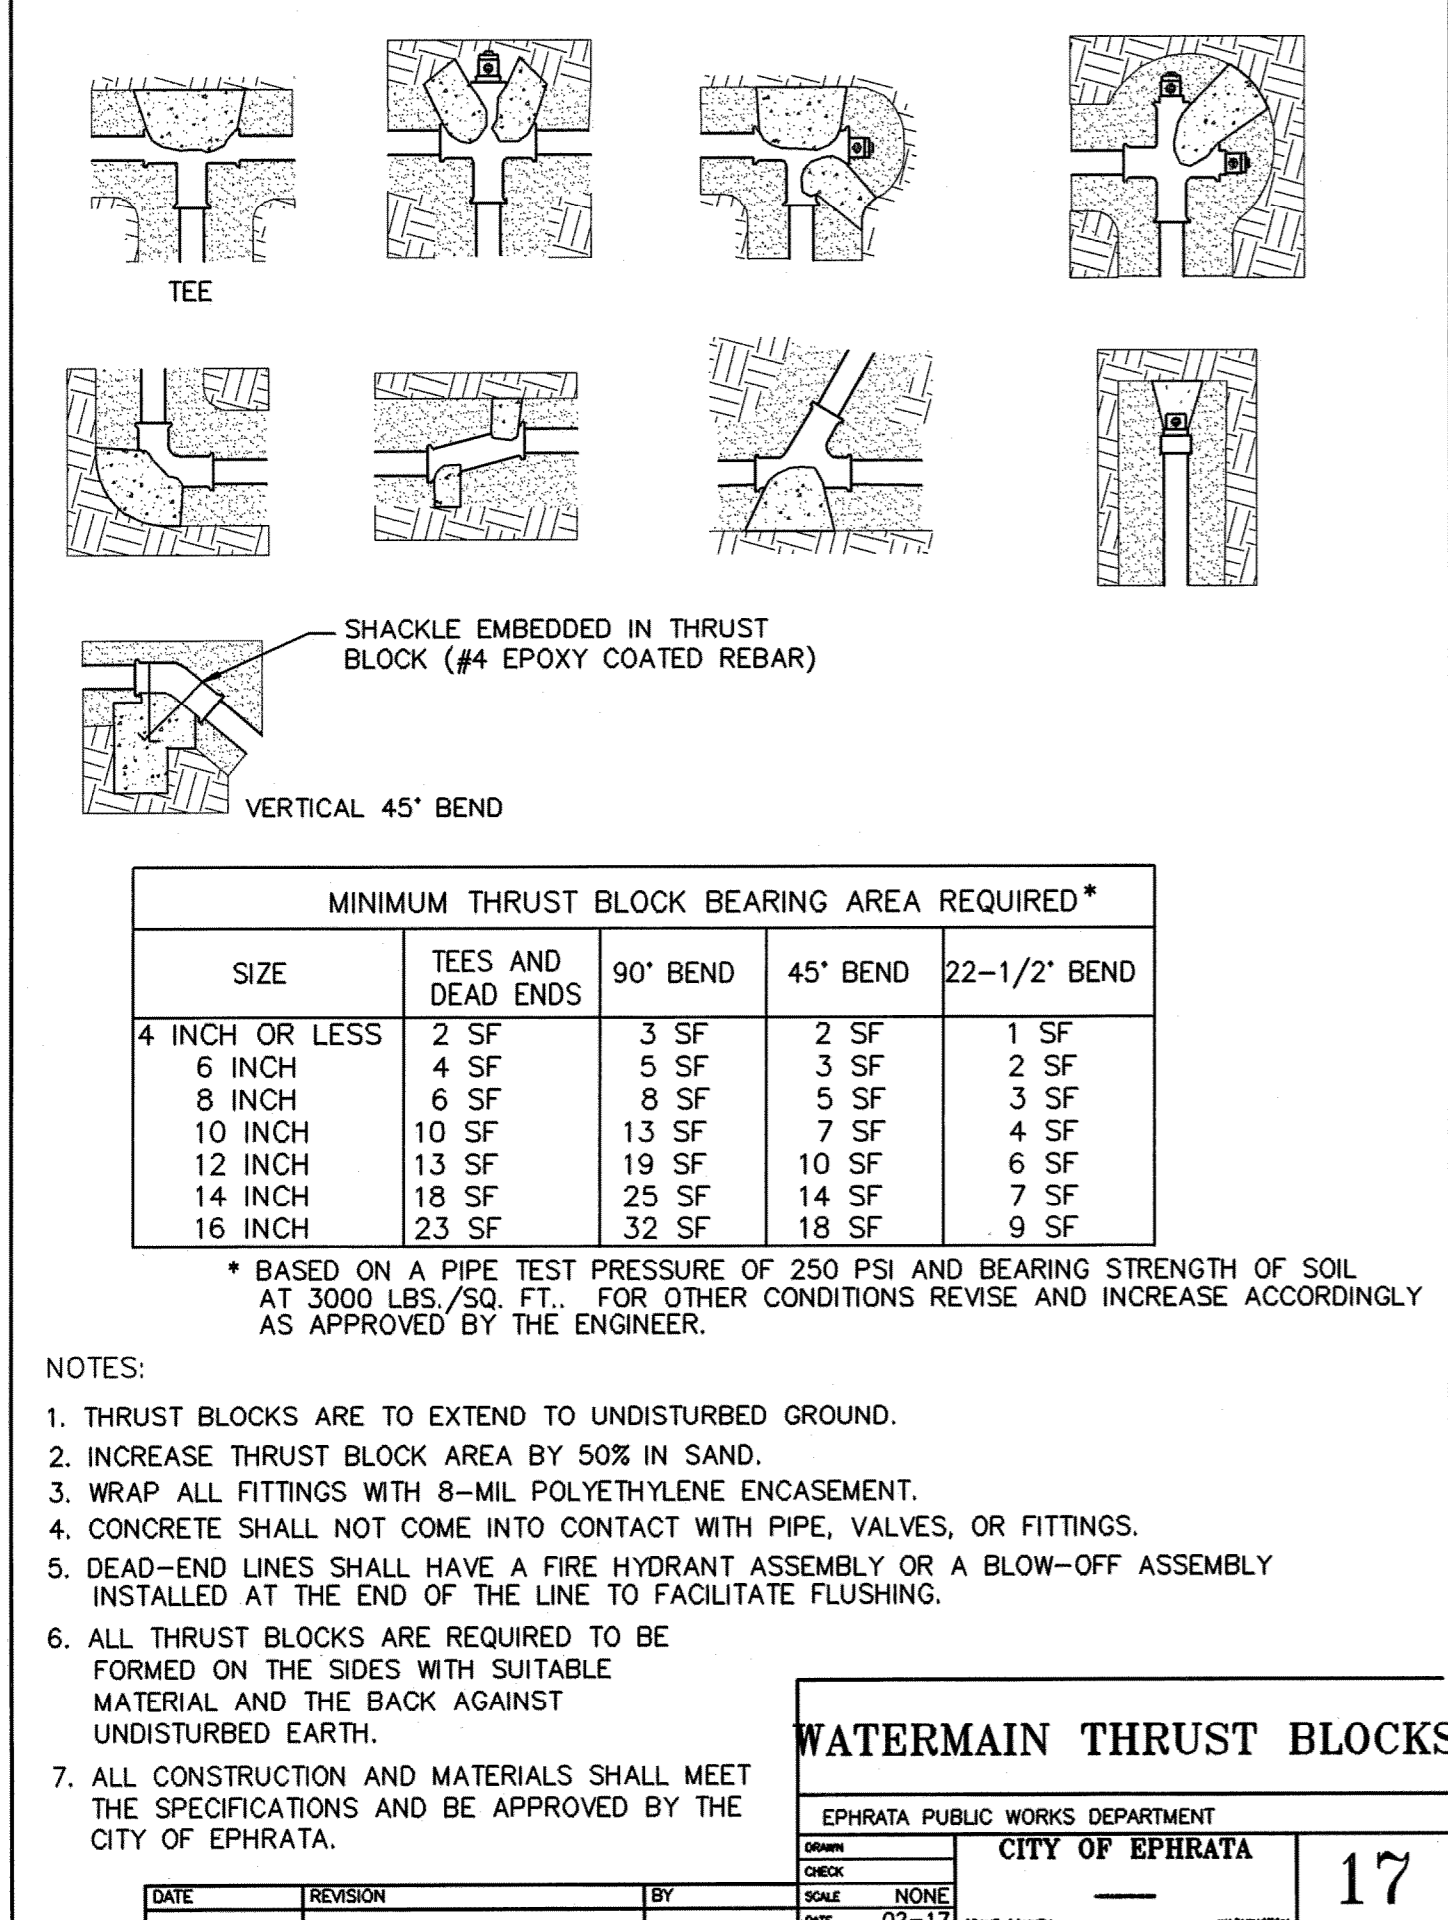 TEE
SHACKLE EMBEDDED IN THRUST
BLOCK (#4 EPOXY COATED REBAR)
VERTICAL 45° BEND
MINIMUM THRUST BLOCK BEARING AREA REQUIRED*
SIZE TEES AND DEAD ENDS 90° BEND 45° BEND 22-1/2° BEND
4 INCH OR LESS 2 SF 3 SF 2 SF 1 SF
6 INCH 4 SF 5 SF 3 SF 2 SF
8 INCH 6 SF 8 SF 5 SF 3 SF
10 INCH 10 SF 13 SF 7 SF 4 SF
12 INCH 13 SF 19 SF 10 SF 6 SF
14 INCH 18 SF 25 SF 14 SF 7 SF
16 INCH 23 SF 32 SF 18 SF 9 SF
* BASED ON A PIPE TEST PRESSURE OF 250 PSI AND BEARING STRENGTH OF SOIL
AT 3000 LBS./SQ. FT.. FOR OTHER CONDITIONS REVISE AND INCREASE ACCORDINGLY
AS APPROVED BY THE ENGINEER.
NOTES:
1. THRUST BLOCKS ARE TO EXTEND TO UNDISTURBED GROUND.
2. INCREASE THRUST BLOCK AREA BY 50% IN SAND.
3. WRAP ALL FITTINGS WITH 8-MIL POLYETHYLENE ENCASEMENT.
4. CONCRETE SHALL NOT COME INTO CONTACT WITH PIPE, VALVES, OR FITTINGS.
5. DEAD-END LINES SHALL HAVE A FIRE HYDRANT ASSEMBLY OR A BLOW-OFF ASSEMBLY
INSTALLED AT THE END OF THE LINE TO FACILITATE FLUSHING.
6. ALL THRUST BLOCKS ARE REQUIRED TO BE
FORMED ON THE SIDES WITH SUITABLE
MATERIAL AND THE BACK AGAINST
UNDISTURBED EARTH.
7. ALL CONSTRUCTION AND MATERIALS SHALL MEET
THE SPECIFICATIONS AND BE APPROVED BY THE
CITY OF EPHRATA.
WATERMAIN THRUST BLOCKS
EPHRATA PUBLIC WORKS DEPARTMENT
DRAWN
CHECK
SCALE NONE
DATE 02-17
CITY OF EPHRATA
17
DATE REVISION BY